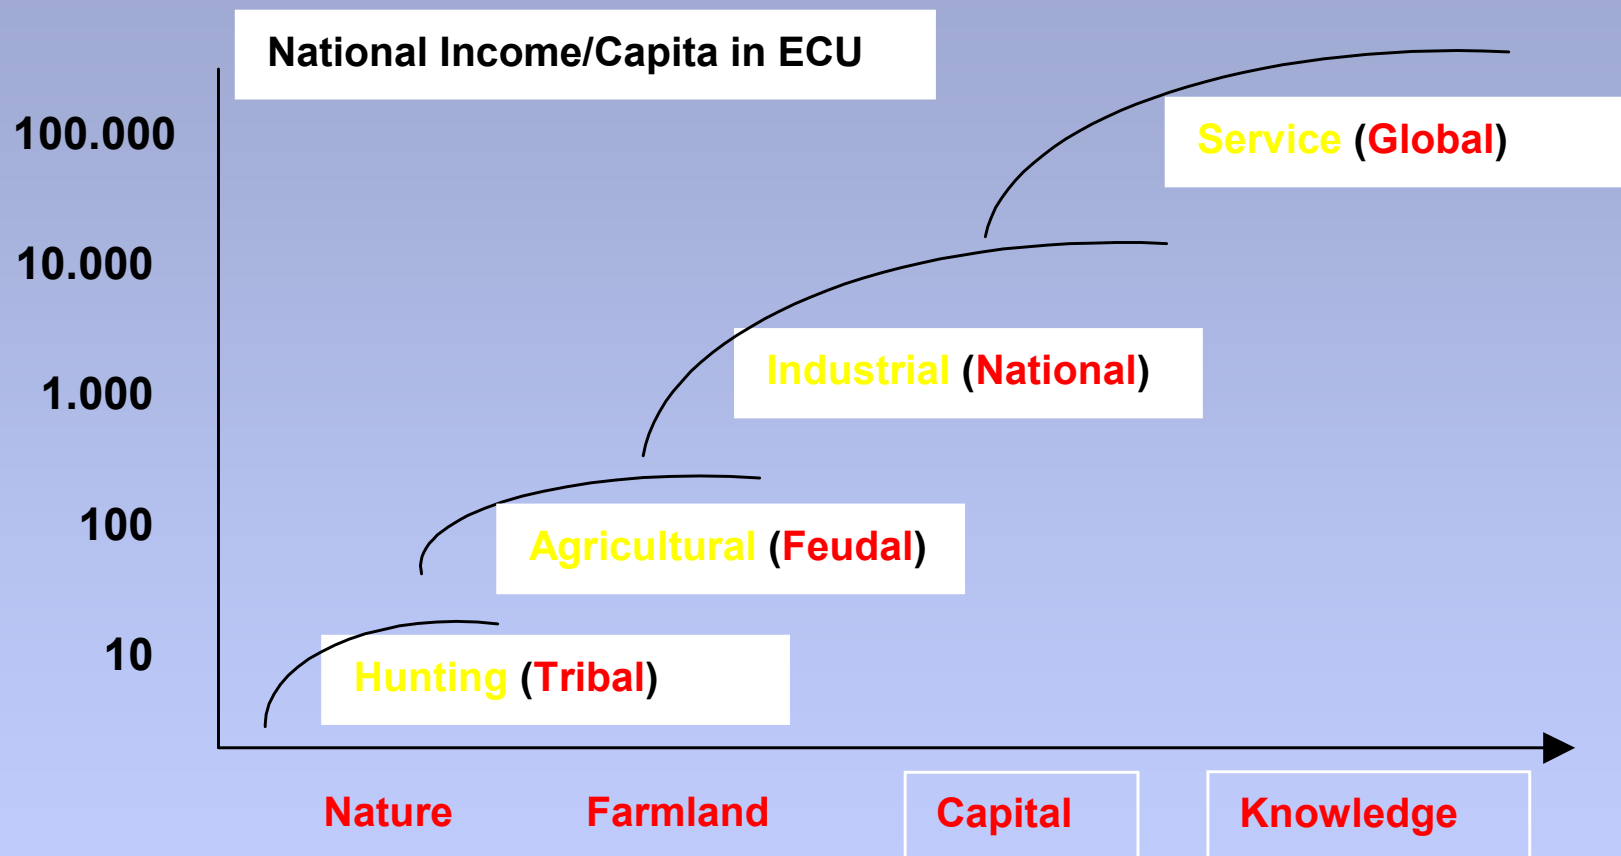 National Income/Capita in ECU
100.000
Service (Global)
10.000
Industrial (National)
1.000
100
Agricultural (Feudal)
10
Hunting (Tribal)
Nature Farmland Capital Knowledge